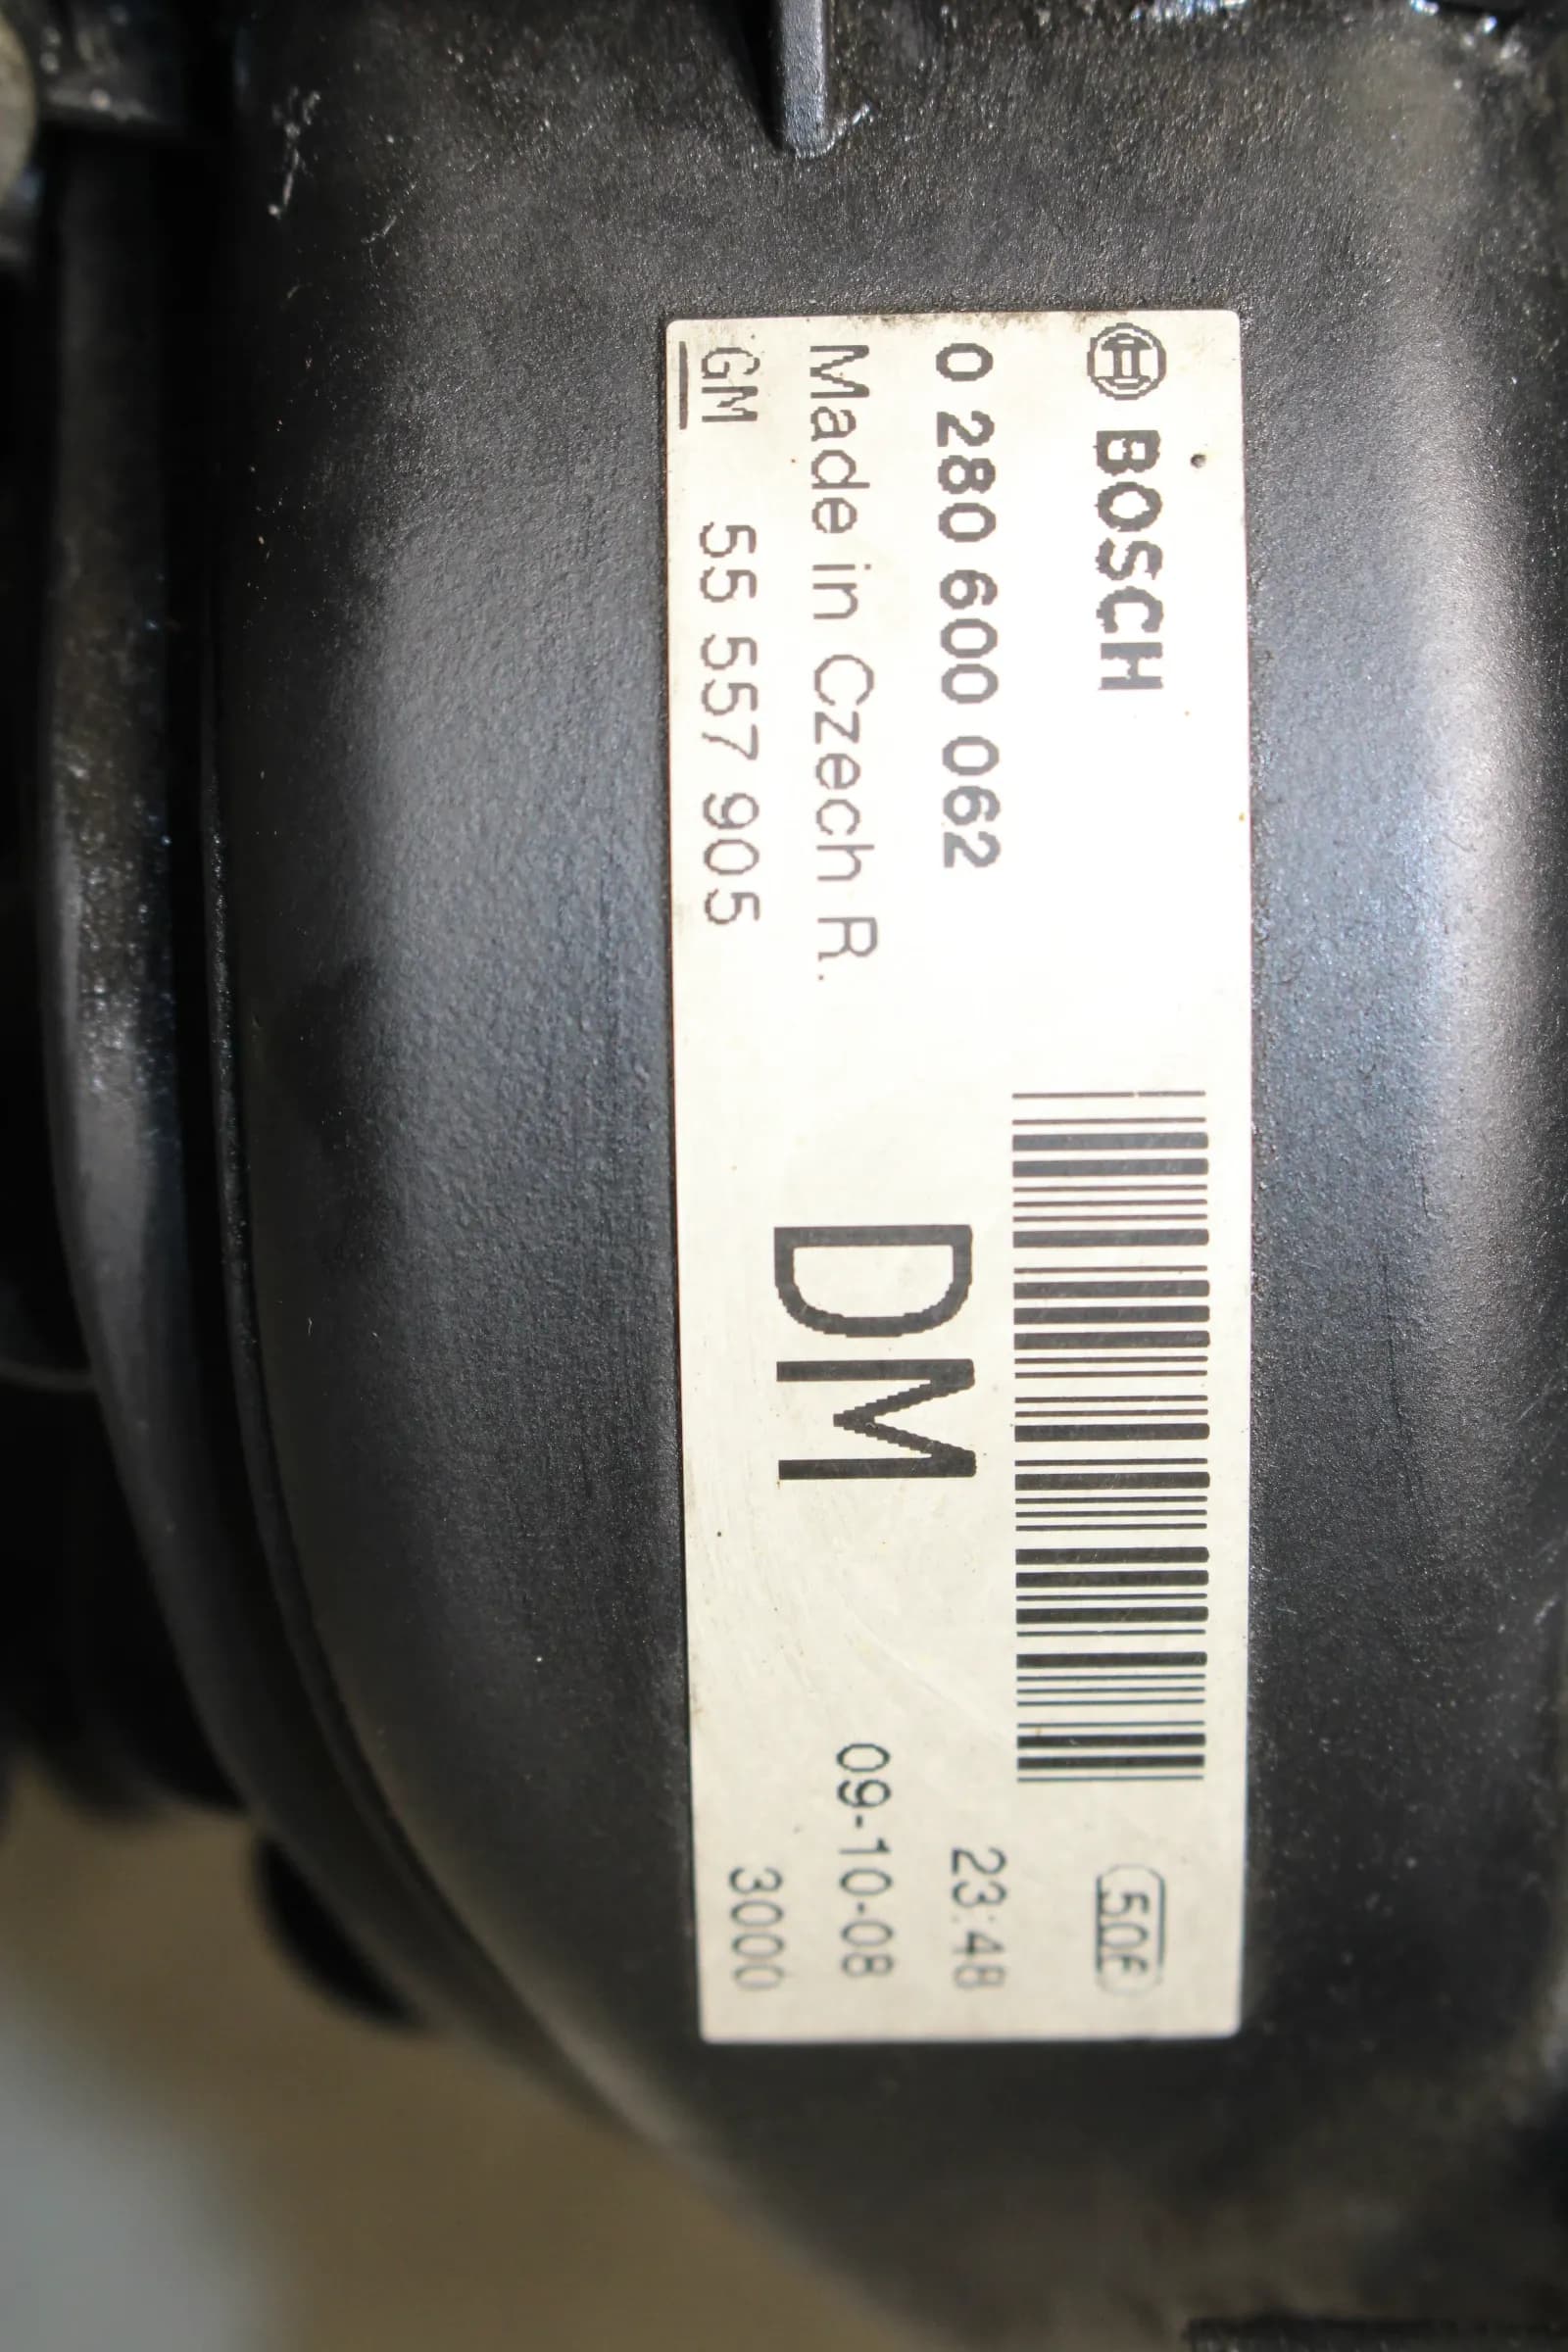 BOSCH
0 280 600 062
Made in Czech R.
GM 55 557 905
DM
506
23:48
09-10-08
3000